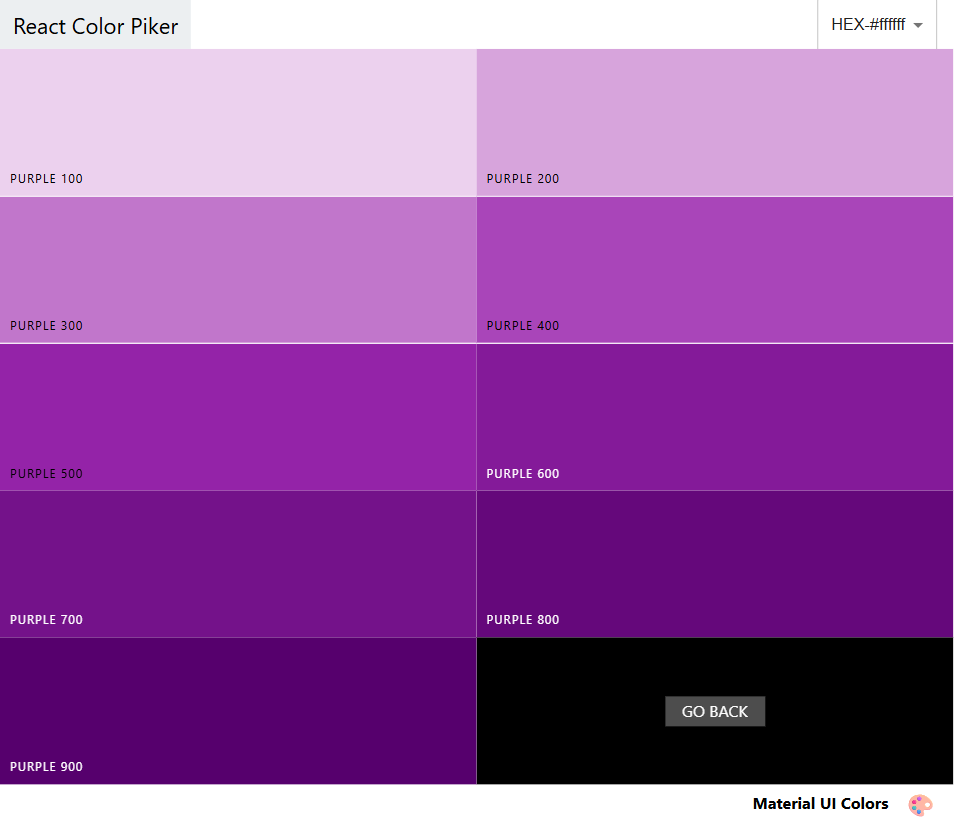 React Color Piker
HEX-#ffffff
PURPLE 100
PURPLE 200
PURPLE 300
PURPLE 400
PURPLE 500
PURPLE 600
PURPLE 700
PURPLE 800
PURPLE 900
GO BACK
Material UI Colors